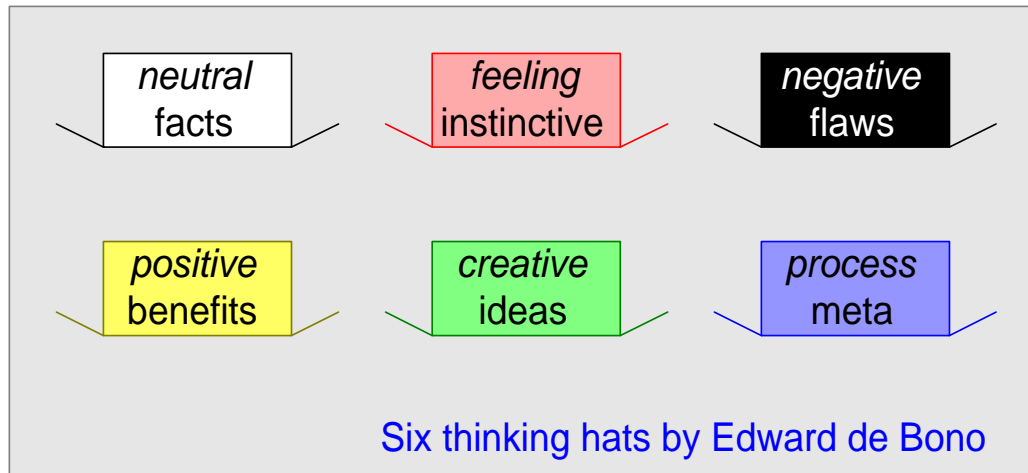 neutral
facts
feeling
instinctive
negative
flaws
positive
benefits
creative
ideas
process
meta
Six thinking hats by Edward de Bono